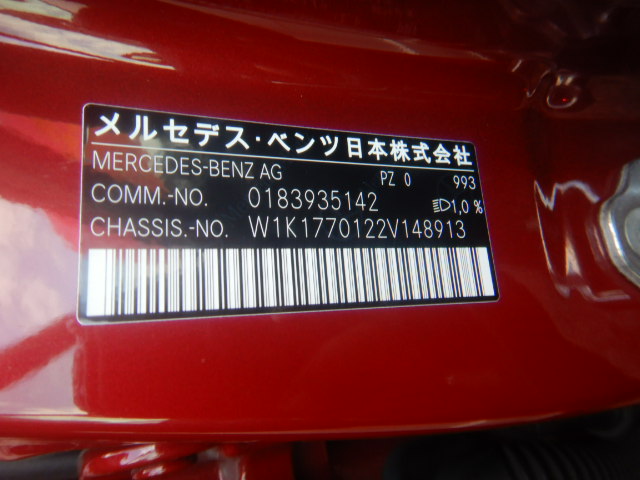 メルセデス・ベンツ日本株式会社
MERCEDES-BENZ AG PZ 0 993
COMM.-NO. 0183935142 1,0 %
CHASSIS.-NO. W1K1770122V148913